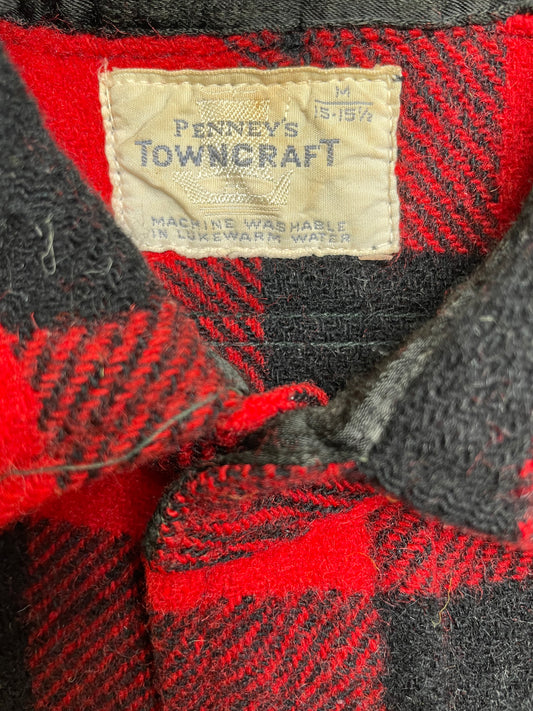 M
15-15½
PENNEY'S
TOWNCRAFT
MACHINE WASHABLE
IN LUKEWARM WATER